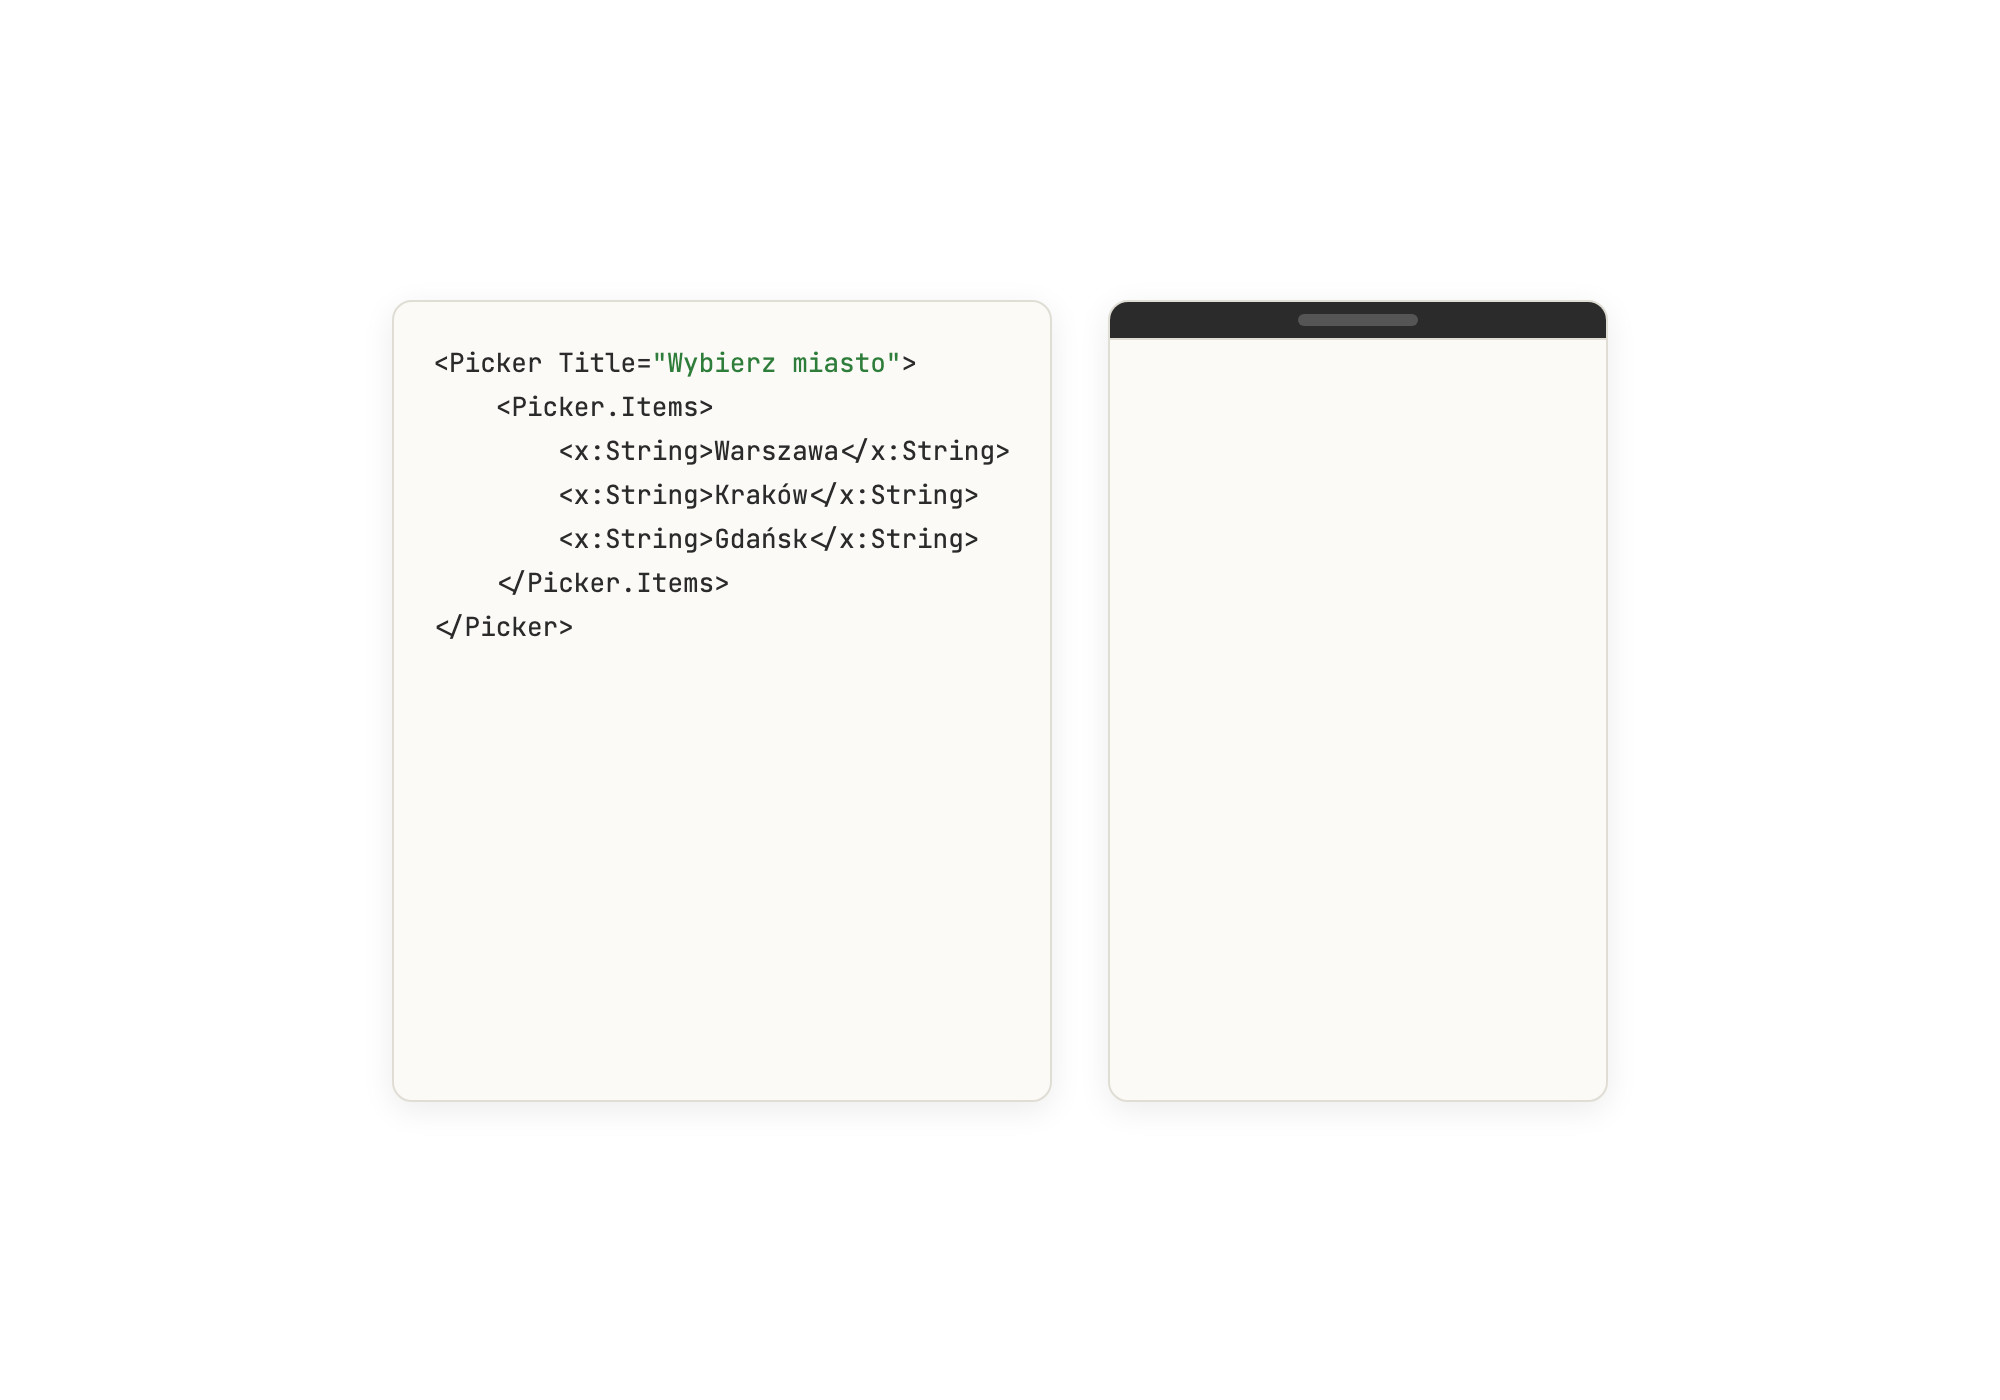 <Picker Title="Wybierz miasto">
    <Picker.Items>
        <x:String>Warszawa</x:String>
        <x:String>Kraków</x:String>
        <x:String>Gdańsk</x:String>
    </Picker.Items>
</Picker>